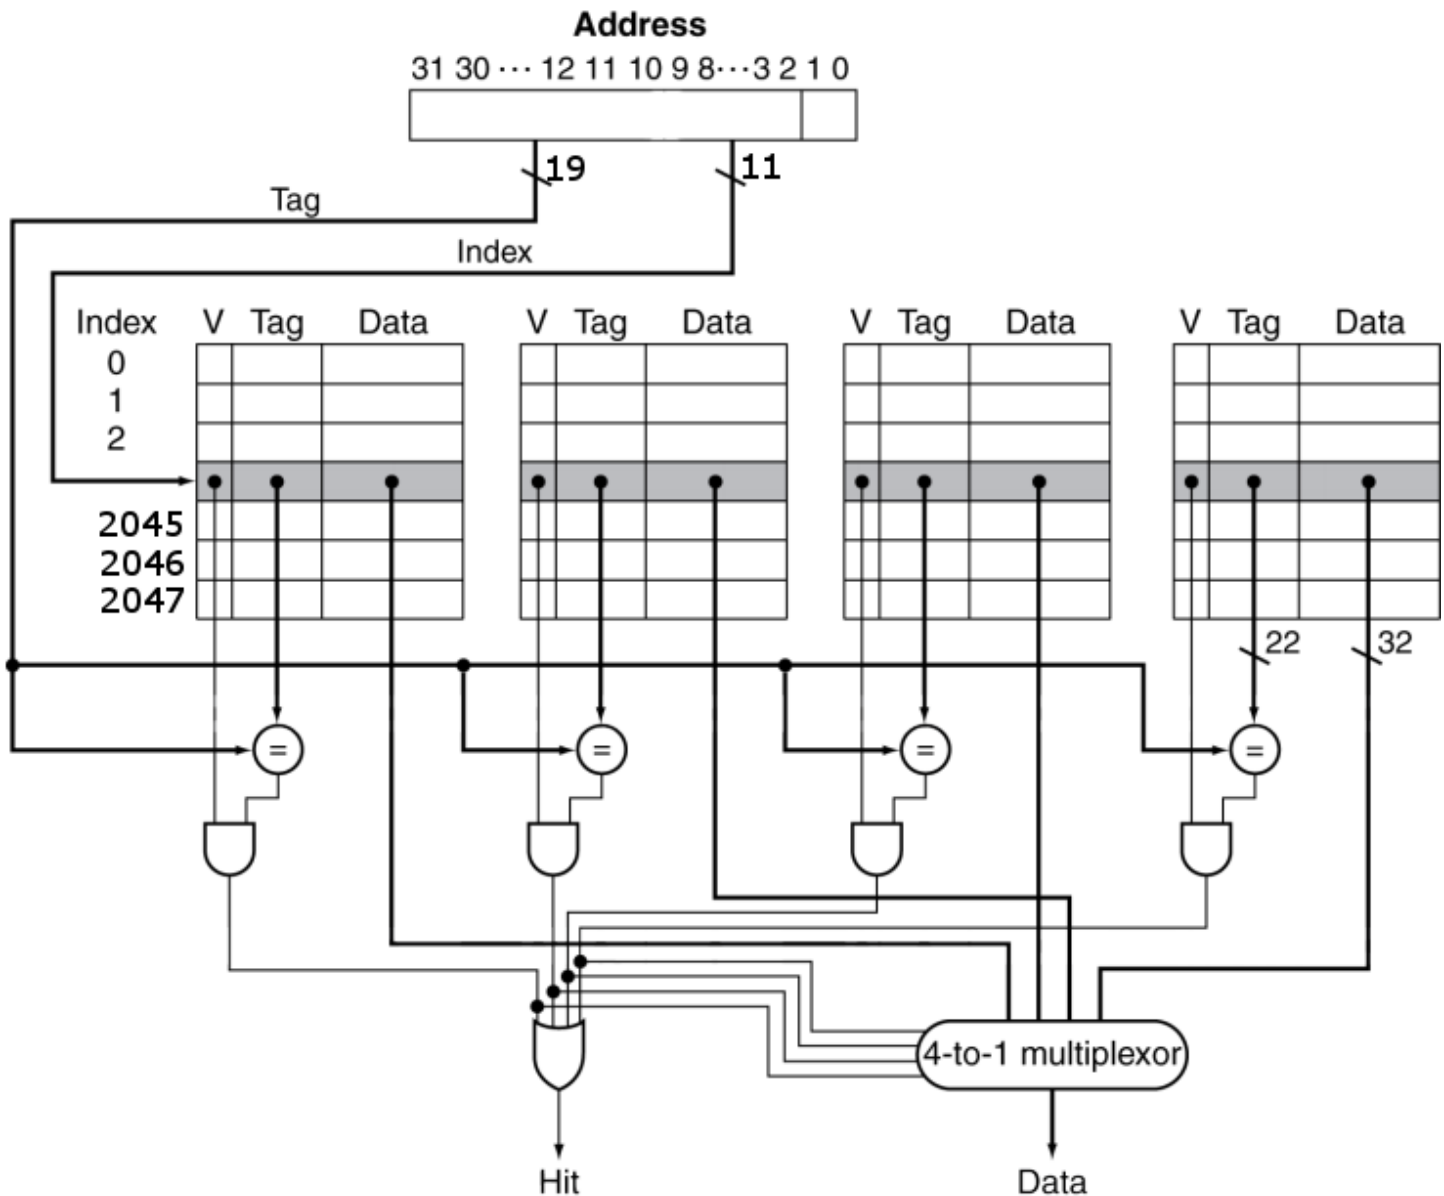 Address
31 30 ··· 12 11 10 9 8···3 2 1 0
19
11
Tag
Index
Index V Tag Data V Tag Data V Tag Data V Tag Data
0
1
2
2045
2046
2047
22 32
= = = =
4-to-1 multiplexor
Hit Data